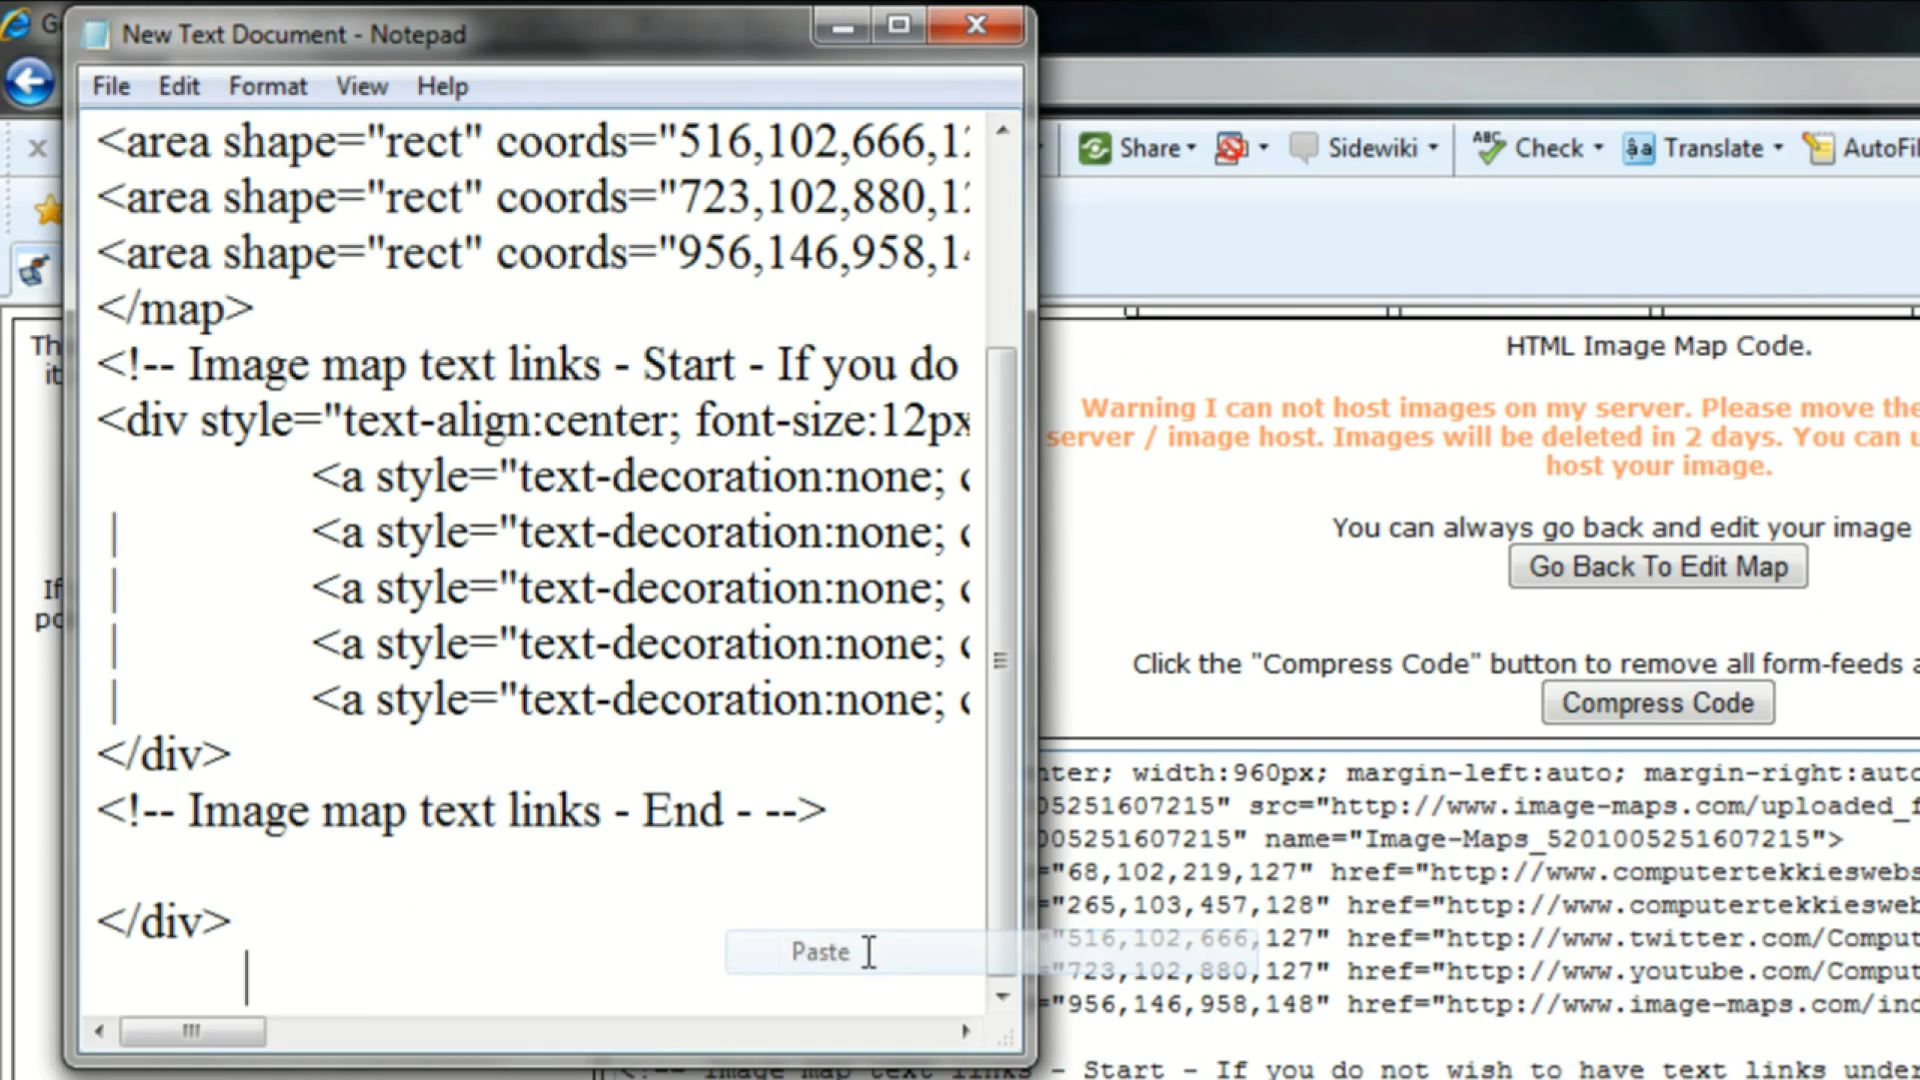 New Text Document - Notepad
File Edit Format View Help
<area shape="rect" coords="516,102,666,12
<area shape="rect" coords="723,102,880,12
<area shape="rect" coords="956,146,958,14
</map>
<!-- Image map text links - Start - If you do
<div style="text-align:center; font-size:12px
<a style="text-decoration:none; c
| <a style="text-decoration:none; c
| <a style="text-decoration:none; c
| <a style="text-decoration:none; c
| <a style="text-decoration:none; c
</div>
<!-- Image map text links - End - -->
</div>
Paste
Share Sidewiki ABC Check âa Translate AutoFil
HTML Image Map Code.
Warning I can not host images on my server. Please move the
server / image host. Images will be deleted in 2 days. You can u
host your image.
You can always go back and edit your image
Go Back To Edit Map
Click the "Compress Code" button to remove all form-feeds a
Compress Code
nter; width:960px; margin-left:auto; margin-right:auto
05251607215" src="http://www.image-maps.com/uploaded_f
005251607215" name="Image-Maps_5201005251607215">
="68,102,219,127" href="http://www.computertekkieswebs
="265,103,457,128" href="http://www.computertekkiesweb
="516,102,666,127" href="http://www.twitter.com/Comput
="723,102,880,127" href="http://www.youtube.com/Comput
="956,146,958,148" href="http://www.image-maps.com/ind
<!-- Image map text links - Start - If you do not wish to have text links under